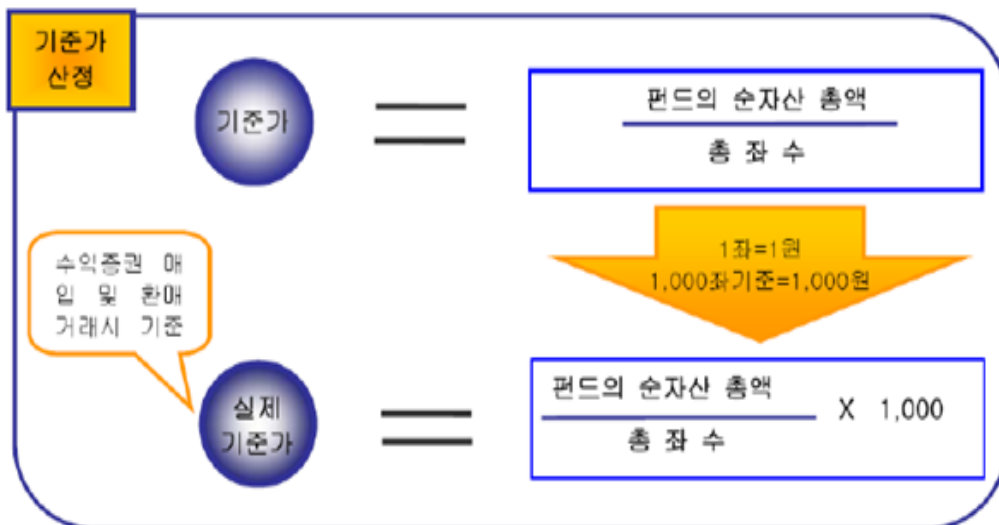 기준가
산정
기준가
펀드의 순자산 총액
총 좌 수
1좌=1원
1,000좌기준=1,000원
수익증권 매
입 및 환매
거래시 기준
실제
기준가
펀드의 순자산 총액
총 좌 수
X 1,000